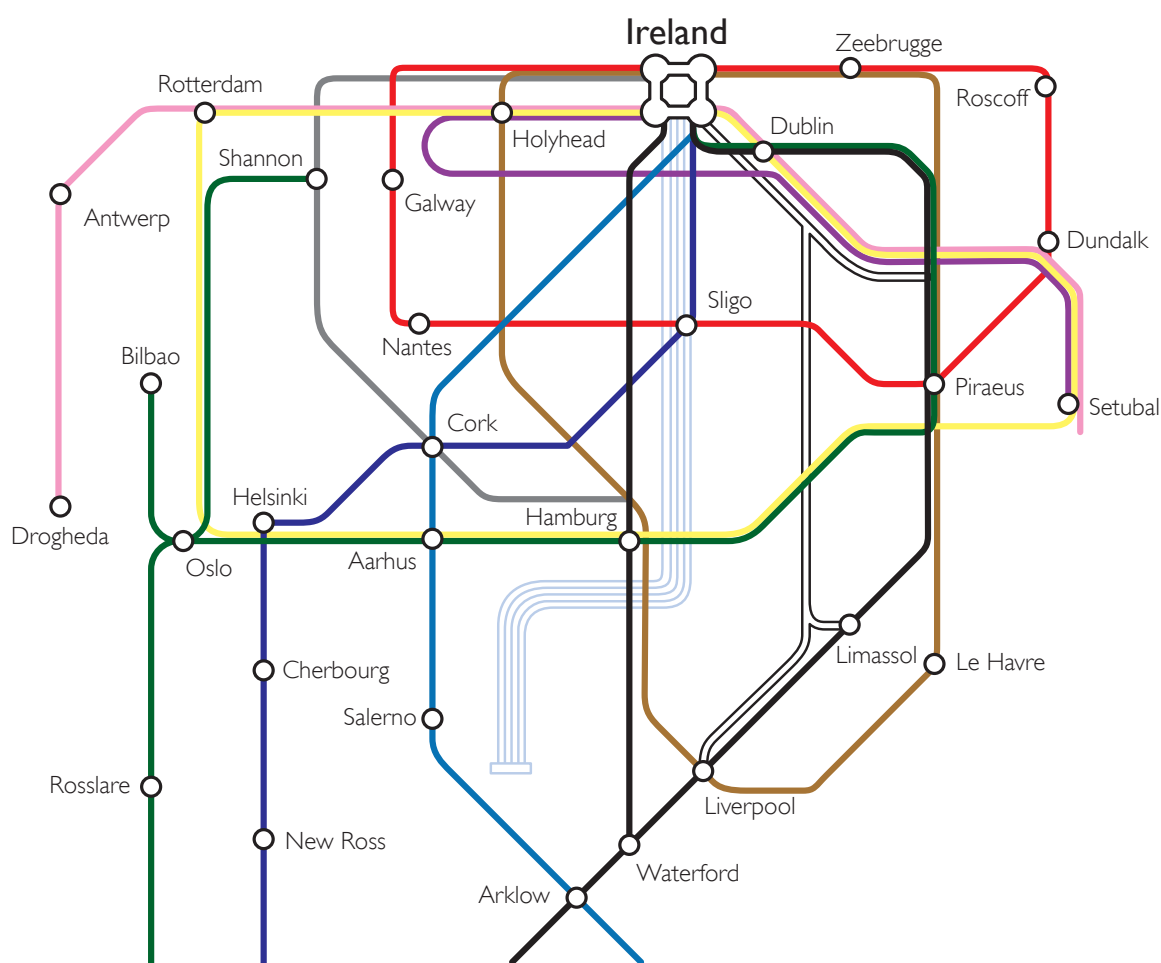 Ireland
Zeebrugge
Rotterdam
Roscoff
Dublin
Holyhead
Shannon
Galway
Antwerp
Dundalk
Sligo
Nantes
Bilbao
Piraeus
Setubal
Cork
Helsinki
Hamburg
Drogheda
Aarhus
Oslo
Limassol
Le Havre
Cherbourg
Salerno
Rosslare
Liverpool
New Ross
Waterford
Arklow